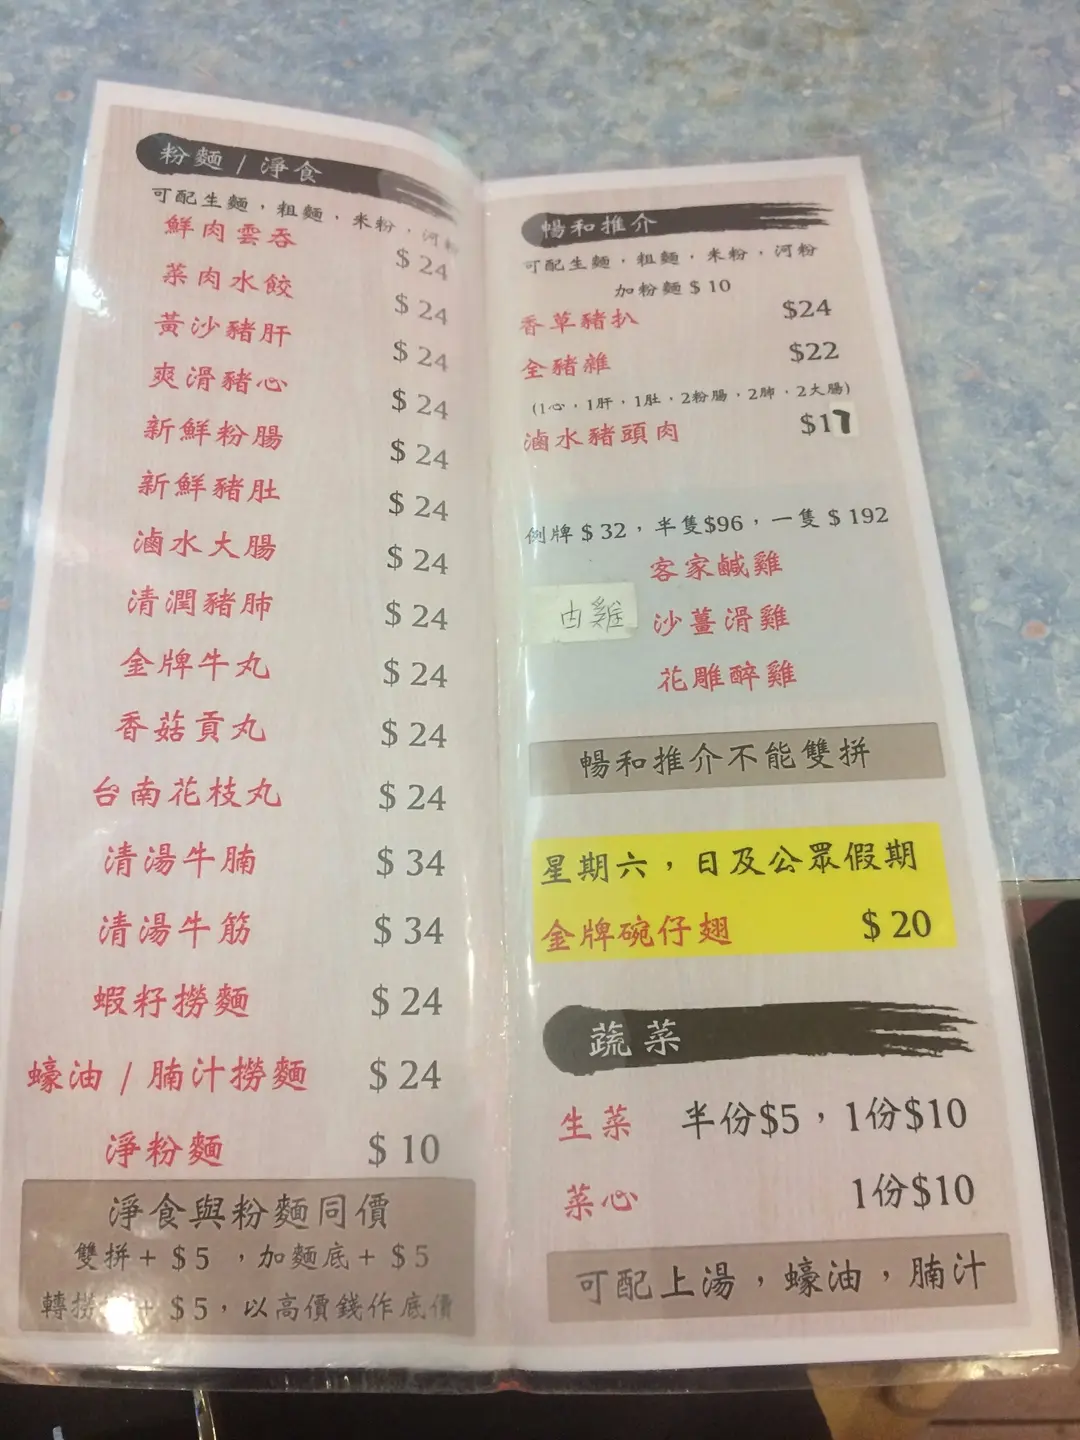 粉麵 / 淨食
可配生麵，粗麵，米粉，河粉
鮮肉雲吞 $24
菜肉水餃 $24
黃沙豬肝 $24
爽滑豬心 $24
新鮮粉腸 $24
新鮮豬肚 $24
滷水大腸 $24
清潤豬肺 $24
金牌牛丸 $24
香菇貢丸 $24
台南花枝丸 $24
清湯牛腩 $34
清湯牛筋 $34
蝦籽撈麵 $24
蠔油 / 腩汁撈麵 $24
淨粉麵 $10
淨食與粉麵同價
雙拼+ $5 ，加麵底+ $5
轉撈 + $5，以高價錢作底價
暢和推介
可配生麵．粗麵，米粉，河粉
加粉麵 $10
香草豬扒 $24
全豬雜 $22
(1心，1肝，1肚，2粉腸，2肺，2大腸)
滷水豬頭肉 $17
例牌 $32，半隻$96，一隻 $192
客家鹹雞
沙薑滑雞
花雕醉雞
暢和推介不能雙拼
星期六，日及公眾假期
金牌碗仔翅 $20
蔬菜
生菜 半份$5，1份$10
菜心 1份$10
可配上湯，蠔油，腩汁